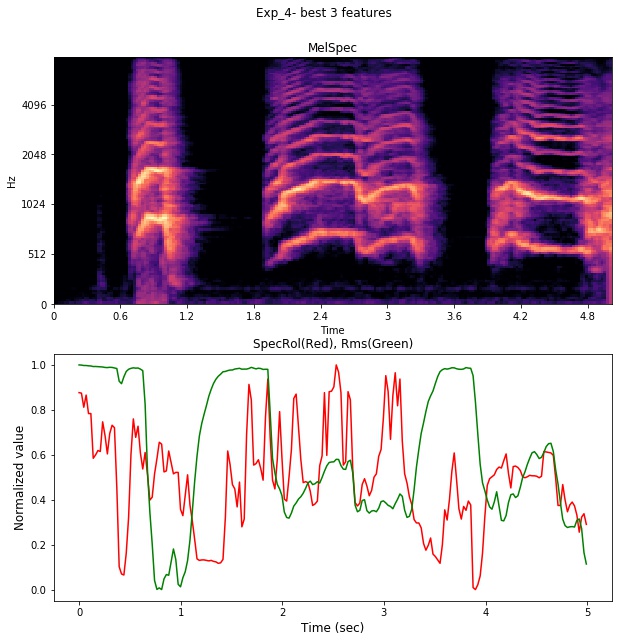 Exp_4- best 3 features
MelSpec
4096
2048
1024
512
0
Hz
0 0.6 1.2 1.8 2.4 3 3.6 4.2 4.8
Time
SpecRol(Red), Rms(Green)
1.0
0.8
0.6
0.4
0.2
0.0
Normalized value
0 1 2 3 4 5
Time (sec)